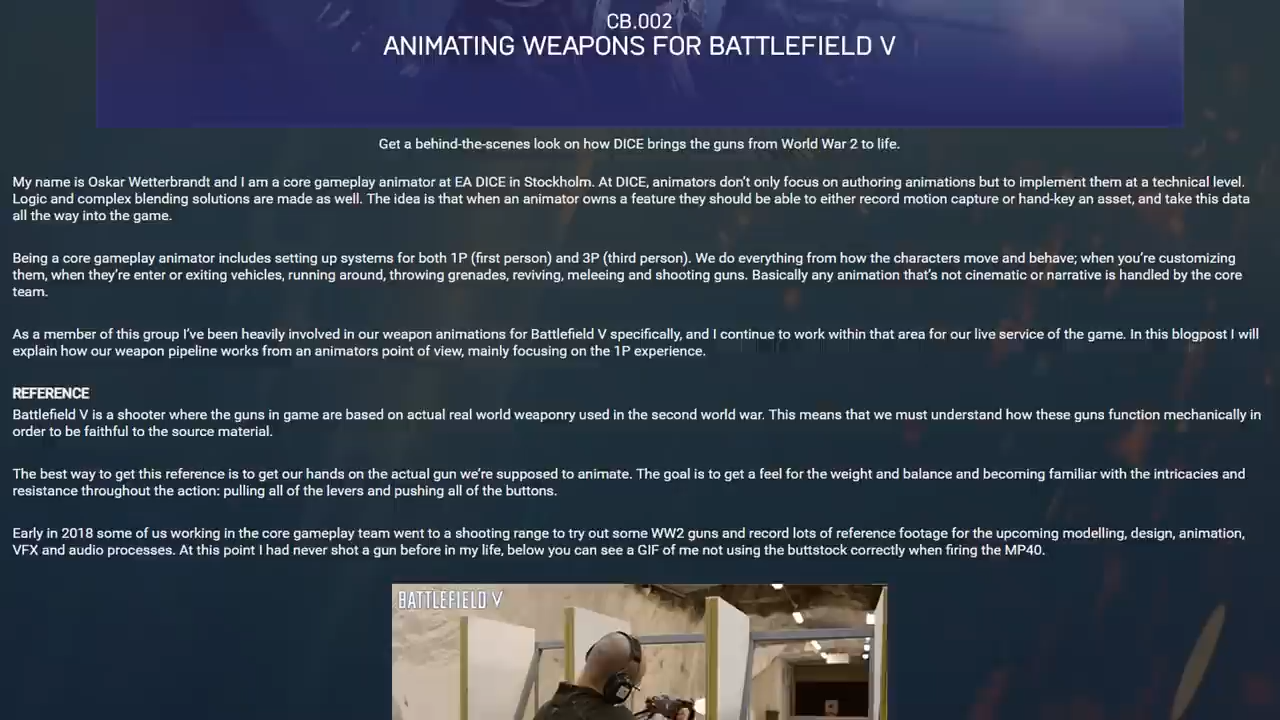 CB.002
ANIMATING WEAPONS FOR BATTLEFIELD V
Get a behind-the-scenes look on how DICE brings the guns from World War 2 to life.
My name is Oskar Wetterbrandt and I am a core gameplay animator at EA DICE in Stockholm. At DICE, animators don't only focus on authoring animations but to implement them at a technical level.
Logic and complex blending solutions are made as well. The idea is that when an animator owns a feature they should be able to either record motion capture or hand-key an asset, and take this data
all the way into the game.
Being a core gameplay animator includes setting up systems for both 1P (first person) and 3P (third person). We do everything from how the characters move and behave; when you're customizing
them, when they're enter or exiting vehicles, running around, throwing grenades, reviving, meleeing and shooting guns. Basically any animation that's not cinematic or narrative is handled by the core
team.
As a member of this group I've been heavily involved in our weapon animations for Battlefield V specifically, and I continue to work within that area for our live service of the game. In this blogpost I will
explain how our weapon pipeline works from an animators point of view, mainly focusing on the 1P experience.
REFERENCE
Battlefield V is a shooter where the guns in game are based on actual real world weaponry used in the second world war. This means that we must understand how these guns function mechanically in
order to be faithful to the source material.
The best way to get this reference is to get our hands on the actual gun we're supposed to animate. The goal is to get a feel for the weight and balance and becoming familiar with the intricacies and
resistance throughout the action: pulling all of the levers and pushing all of the buttons.
Early in 2018 some of us working in the core gameplay team went to a shooting range to try out some WW2 guns and record lots of reference footage for the upcoming modelling, design, animation,
VFX and audio processes. At this point I had never shot a gun before in my life, below you can see a GIF of me not using the buttstock correctly when firing the MP40.
BATTLEFIELD V